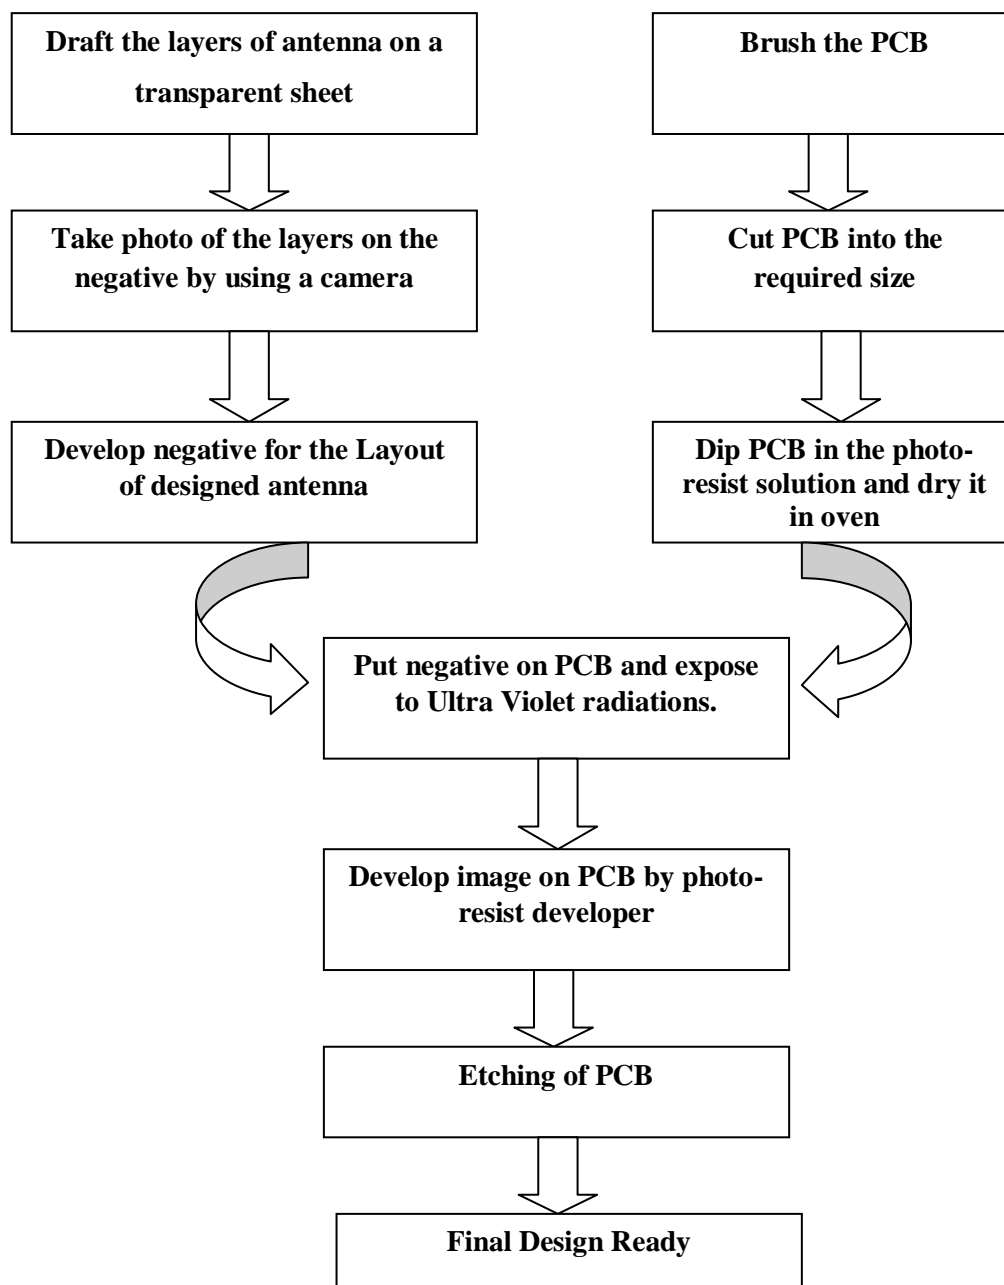 Draft the layers of antenna on a
transparent sheet
Brush the PCB
Take photo of the layers on the
negative by using a camera
Cut PCB into the
required size
Develop negative for the Layout
of designed antenna
Dip PCB in the photo-
resist solution and dry it
in oven
Put negative on PCB and expose
to Ultra Violet radiations.
Develop image on PCB by photo-
resist developer
Etching of PCB
Final Design Ready